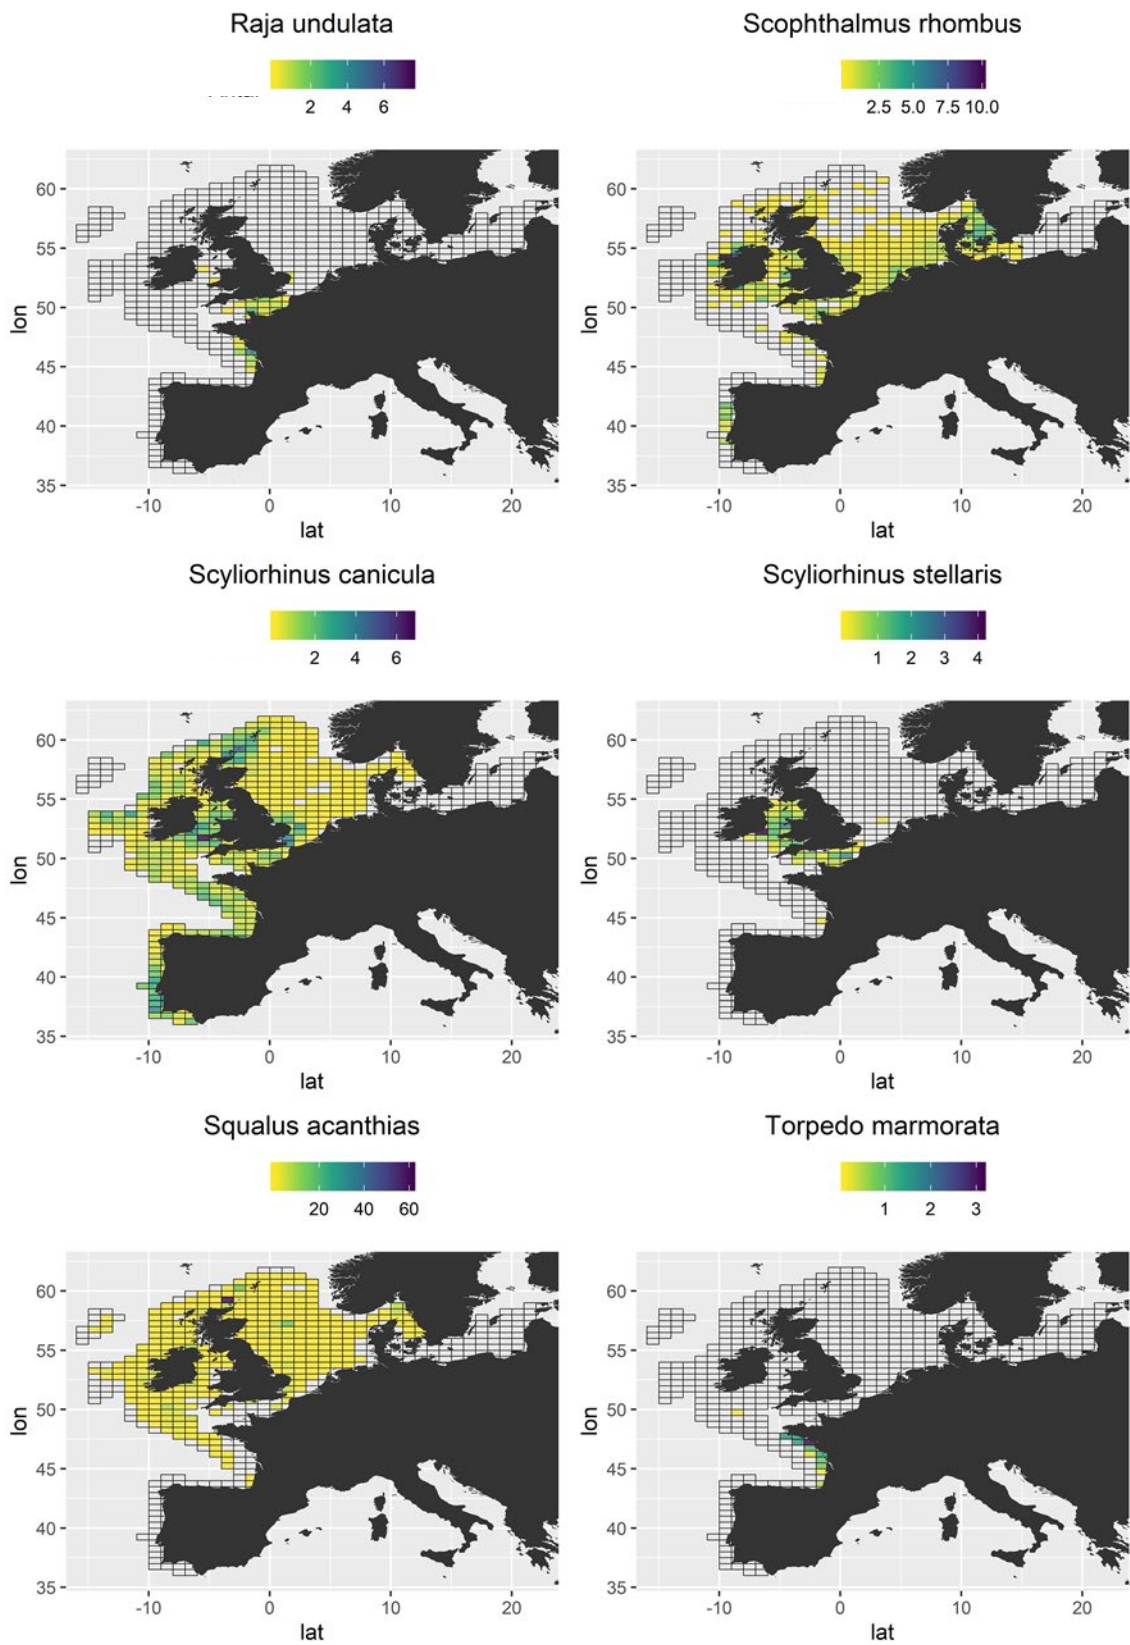 Raja undulata
Scophthalmus rhombus
2 4 6
2.5 5.0 7.5 10.0
60
55
50
45
40
35
lon
-10 0 10 20
lat
60
55
50
45
40
35
lon
-10 0 10 20
lat
Scyliorhinus canicula
Scyliorhinus stellaris
2 4 6
1 2 3 4
60
55
50
45
40
35
lon
-10 0 10 20
lat
60
55
50
45
40
35
lon
-10 0 10 20
lat
Squalus acanthias
Torpedo marmorata
20 40 60
1 2 3
60
55
50
45
40
35
lon
-10 0 10 20
lat
60
55
50
45
40
35
lon
-10 0 10 20
lat